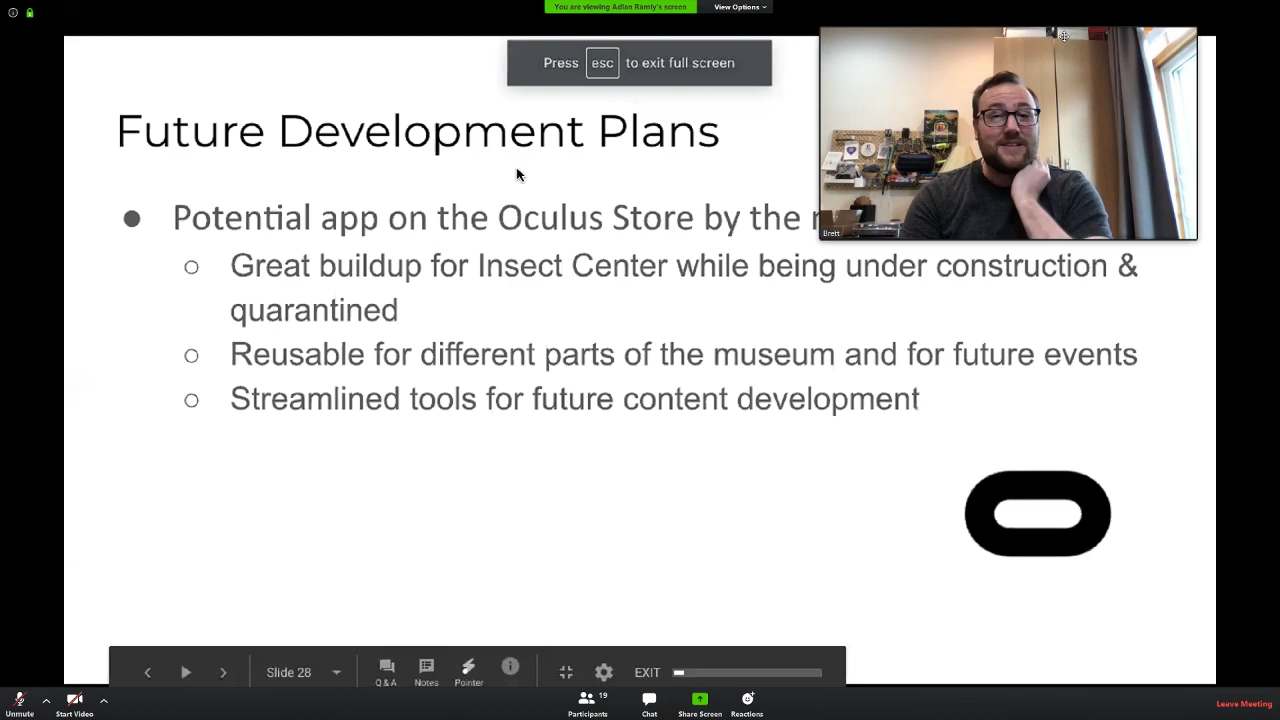 You are viewing Adlan Ramly's screen
View Options
Press esc to exit full screen
Future Development Plans
Brett
● Potential app on the Oculus Store by the
○ Great buildup for Insect Center while being under construction &
quarantined
○ Reusable for different parts of the museum and for future events
○ Streamlined tools for future content development
Slide 28
Q & A
Notes
Pointer
EXIT
Unmute
Start Video
Participants
19
Chat
Share Screen
Reactions
Leave Meeting